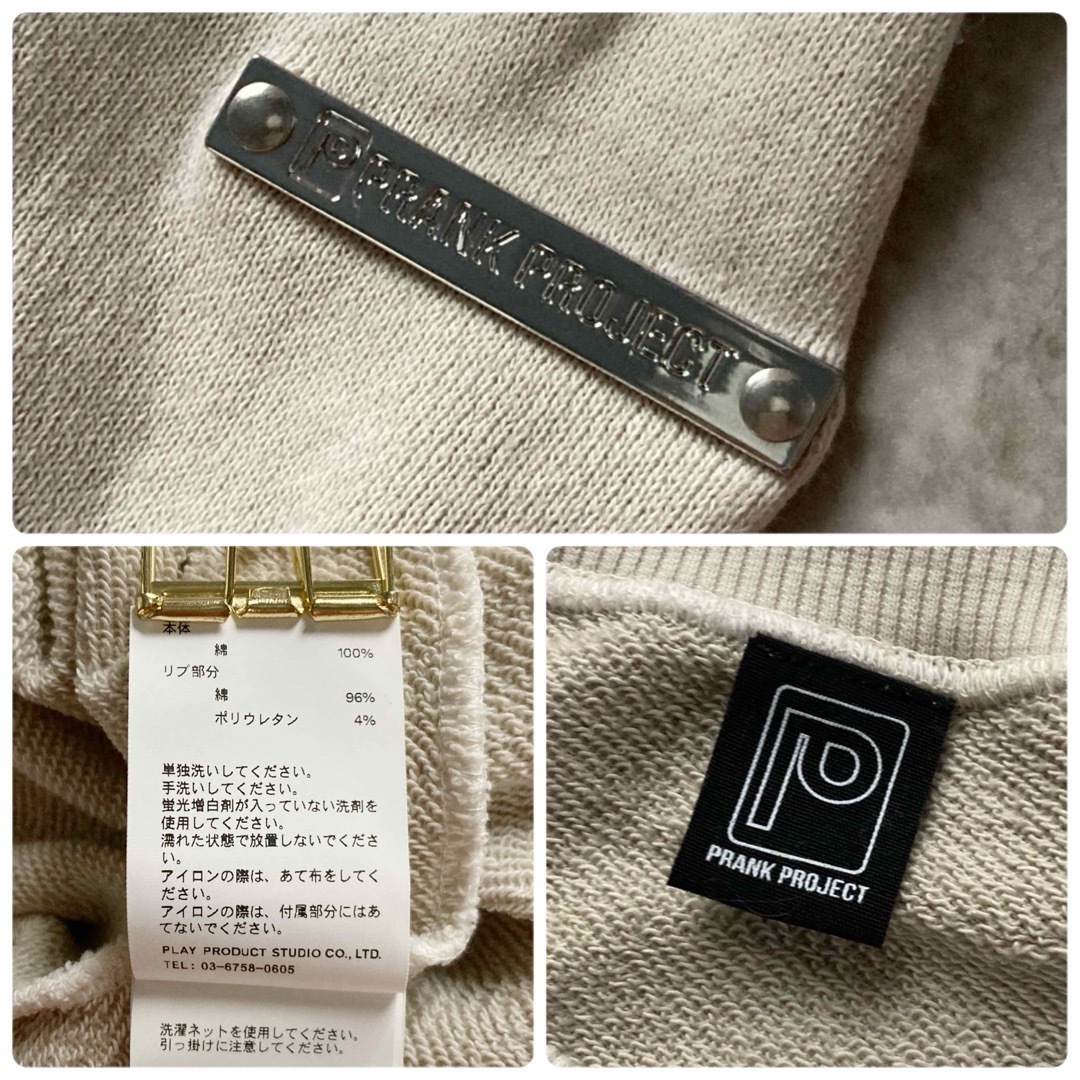 P PRANK PROJECT
本体
綿 100%
リブ部分
綿 96%
ポリウレタン 4%
単独洗いしてください。
手洗いしてください。
蛍光増白剤が入っていない洗剤を
使用してください。
濡れた状態で放置しないでくださ
い。
アイロンの際は、あて布をしてく
ださい。
アイロンの際は、付属部分にはあ
てないでください。
PLAY PRODUCT STUDIO CO., LTD.
TEL: 03-6758-0605
洗濯ネットを使用してください。
引っ掛けに注意してください。
P
PRANK PROJECT